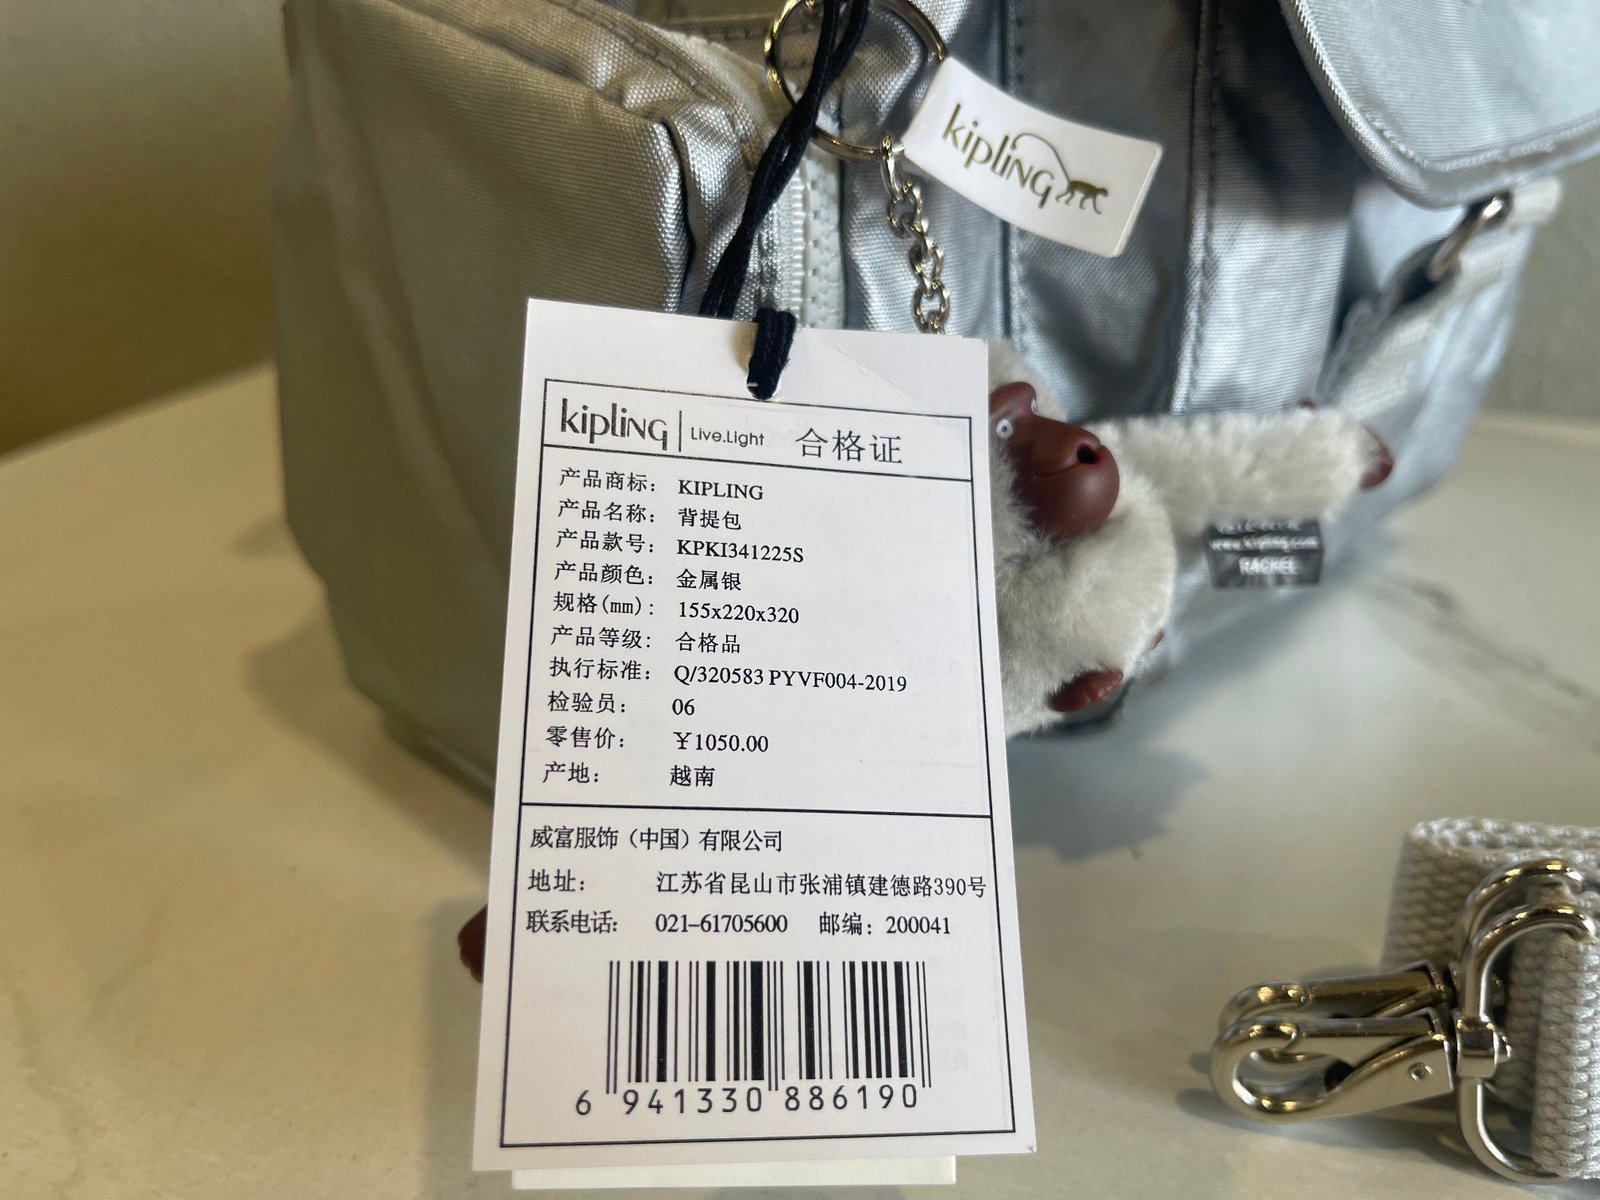 kipling
kipling Live.Light 合格证
产品商标： KIPLING
产品名称： 背提包
产品款号： KPKI341225S
产品颜色： 金属银
规格(mm)： 155x220x320
产品等级： 合格品
执行标准： Q/320583 PYVF004-2019
检验员： 06
零售价： ¥1050.00
产地： 越南
威富服饰（中国）有限公司
地址： 江苏省昆山市张浦镇建德路390号
联系电话： 021-61705600 邮编：200041
6 941330 886190
www.kipling.com
RACHEL